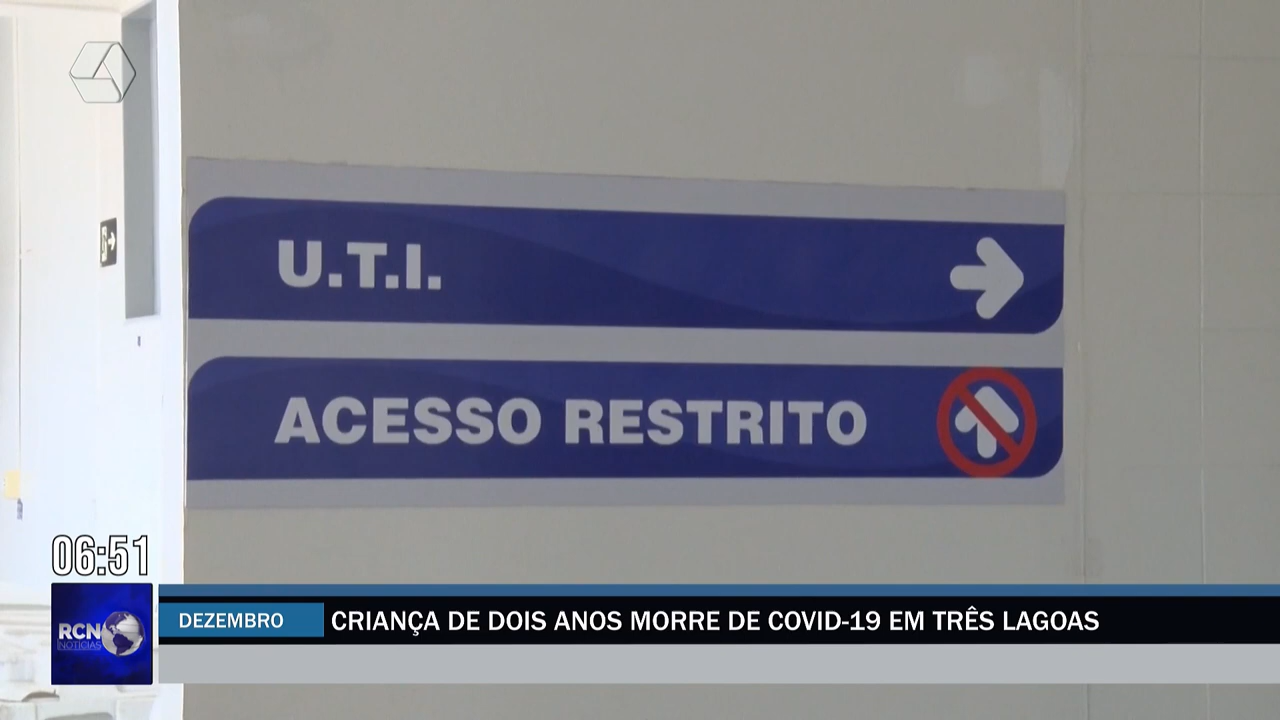 U.T.I.
ACESSO RESTRITO
06:51
DEZEMBRO
CRIANÇA DE DOIS ANOS MORRE DE COVID-19 EM TRÊS LAGOAS
RCN
NOTÍCIAS